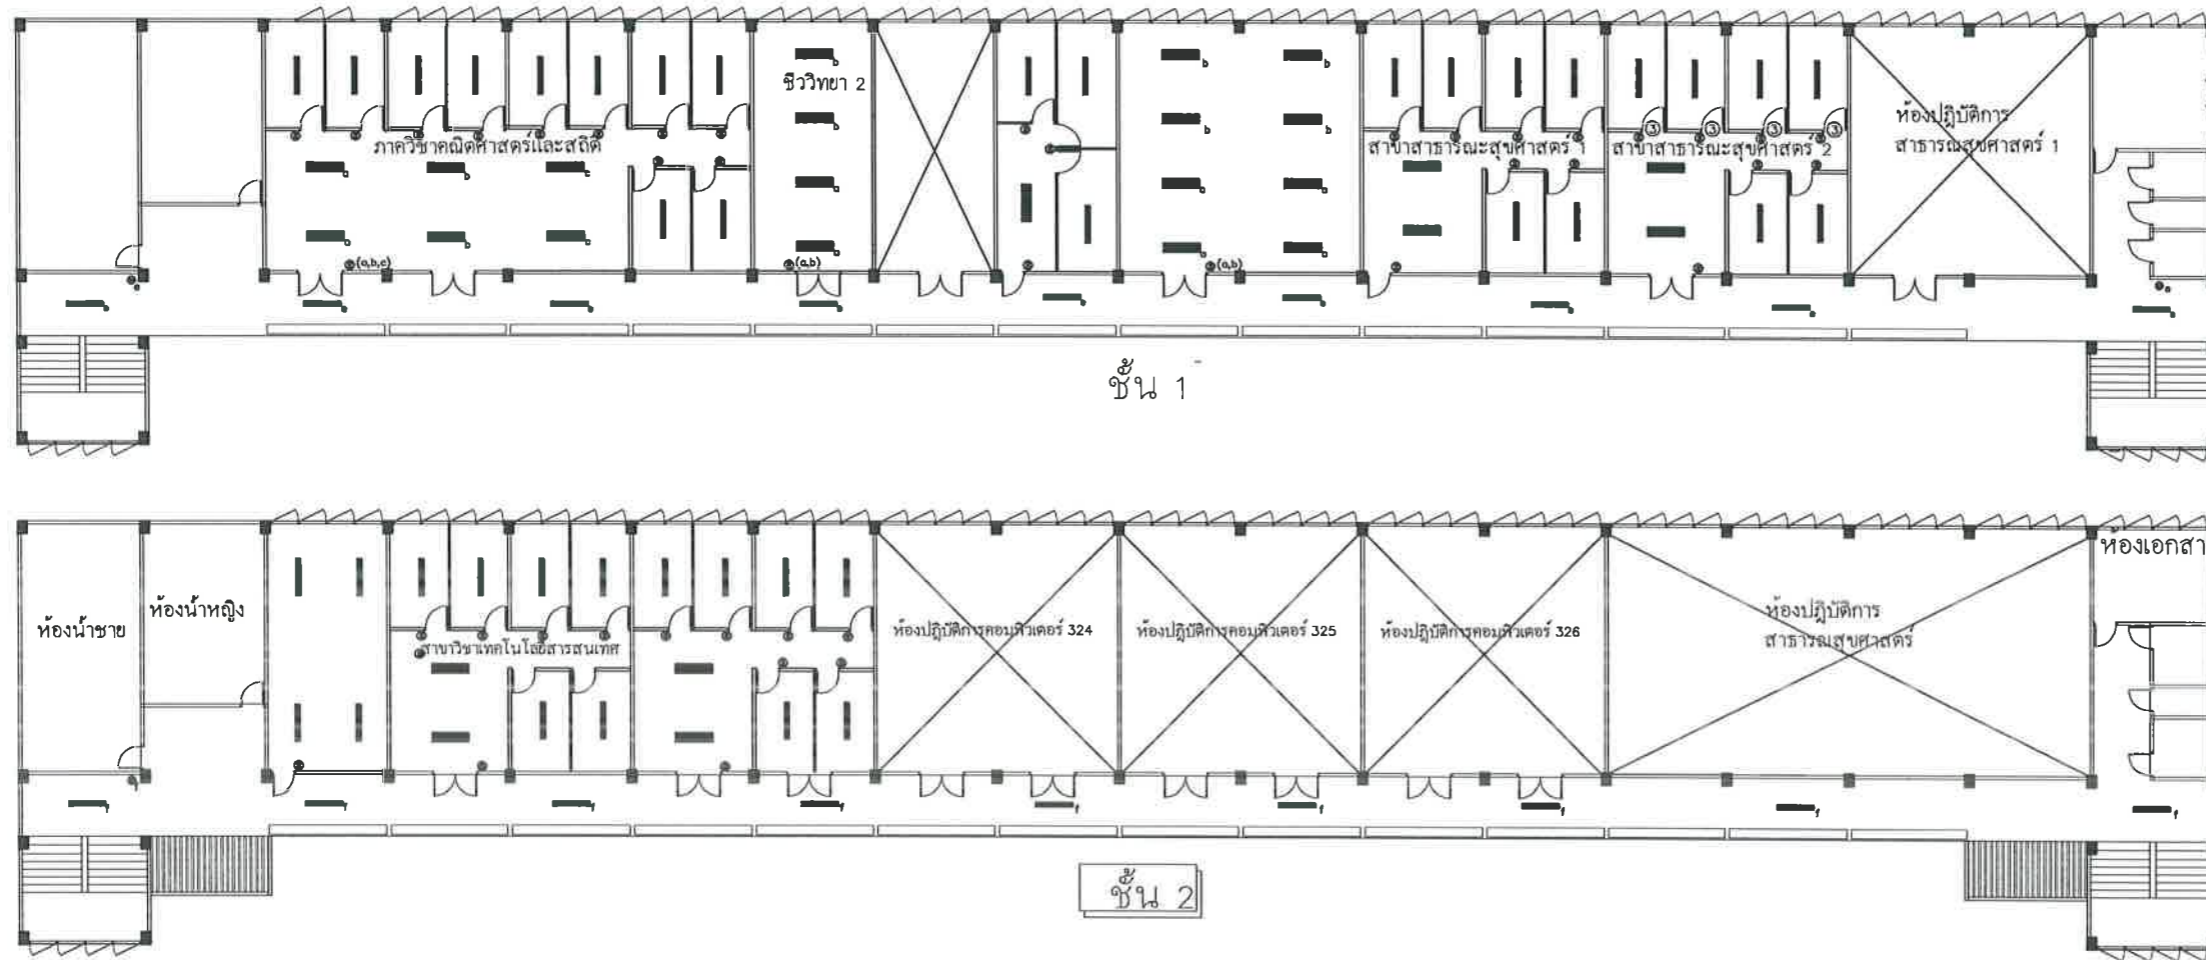 ชีววิทยา 2
ภาควิชาคณิตศาสตร์และสถิติ
สาขาสาธารณะสุขศาสตร์ 1
สาขาสาธารณะสุขศาสตร์ 2
ห้องปฎิบัติการ
สาธารณสุขศาสตร์ 1
b b b
b b b
③ ③ ③ ③
a b c
a a a
a b c
a a a
(a,b,c)
(a,b)
(a,b)
ชั้น 1
ห้องเอกสา
ห้องน้ำชาย
ห้องน้ำหญิง
สาขาวิชาเทคโนโลยีสารสนเทศ
ห้องปฎิบัติการคอมพิวเตอร์ 324
ห้องปฎิบัติการคอมพิวเตอร์ 325
ห้องปฎิบัติการคอมพิวเตอร์ 326
ห้องปฎิบัติการ
สาธารณสุขศาสตร์
f f f f f f f f
ชั้น 2